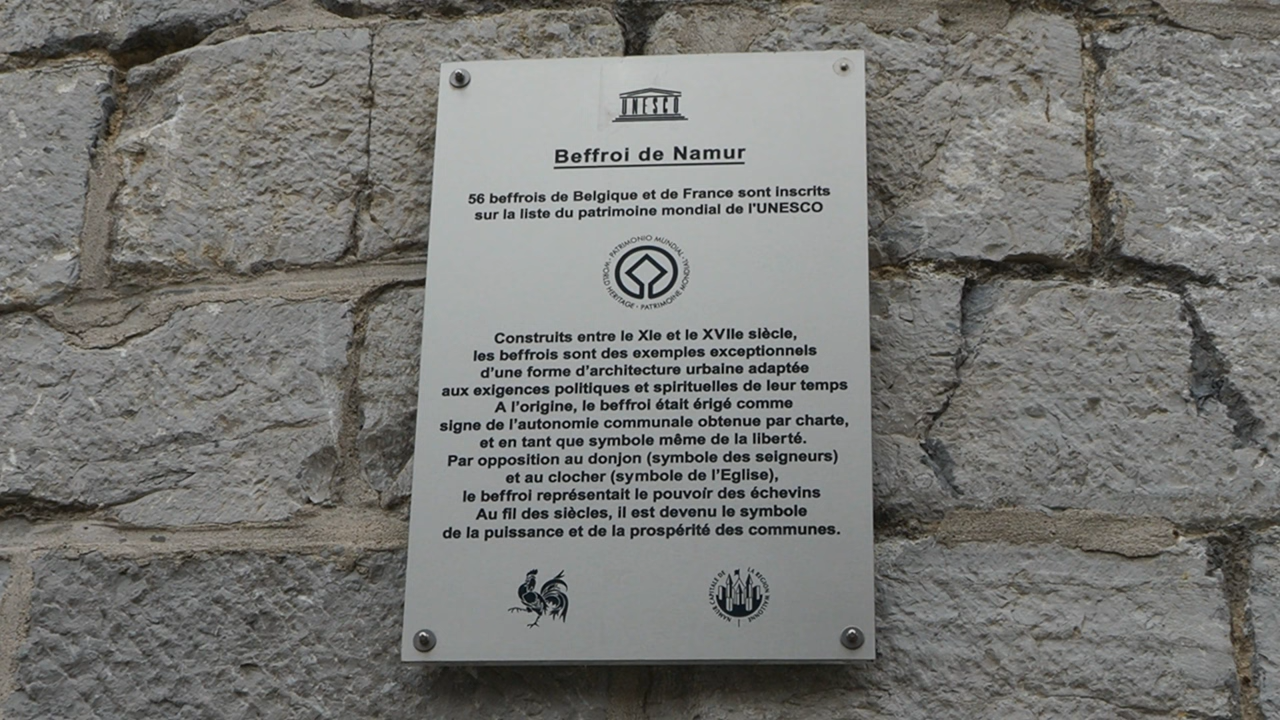 UNESCO
Beffroi de Namur
56 beffrois de Belgique et de France sont inscrits
sur la liste du patrimoine mondial de l'UNESCO
PATRIMONIO MUNDIAL · WORLD HERITAGE · PATRIMOINE MONDIAL
Construits entre le XIe et le XVIIe siècle,
les beffrois sont des exemples exceptionnels
d’une forme d’architecture urbaine adaptée
aux exigences politiques et spirituelles de leur temps
A l’origine, le beffroi était érigé comme
signe de l’autonomie communale obtenue par charte,
et en tant que symbole même de la liberté.
Par opposition au donjon (symbole des seigneurs)
et au clocher (symbole de l’Eglise),
le beffroi représentait le pouvoir des échevins
Au fil des siècles, il est devenu le symbole
de la puissance et de la prospérité des communes.
NAMUR CAPITALE DE LA REGION WALLONNE